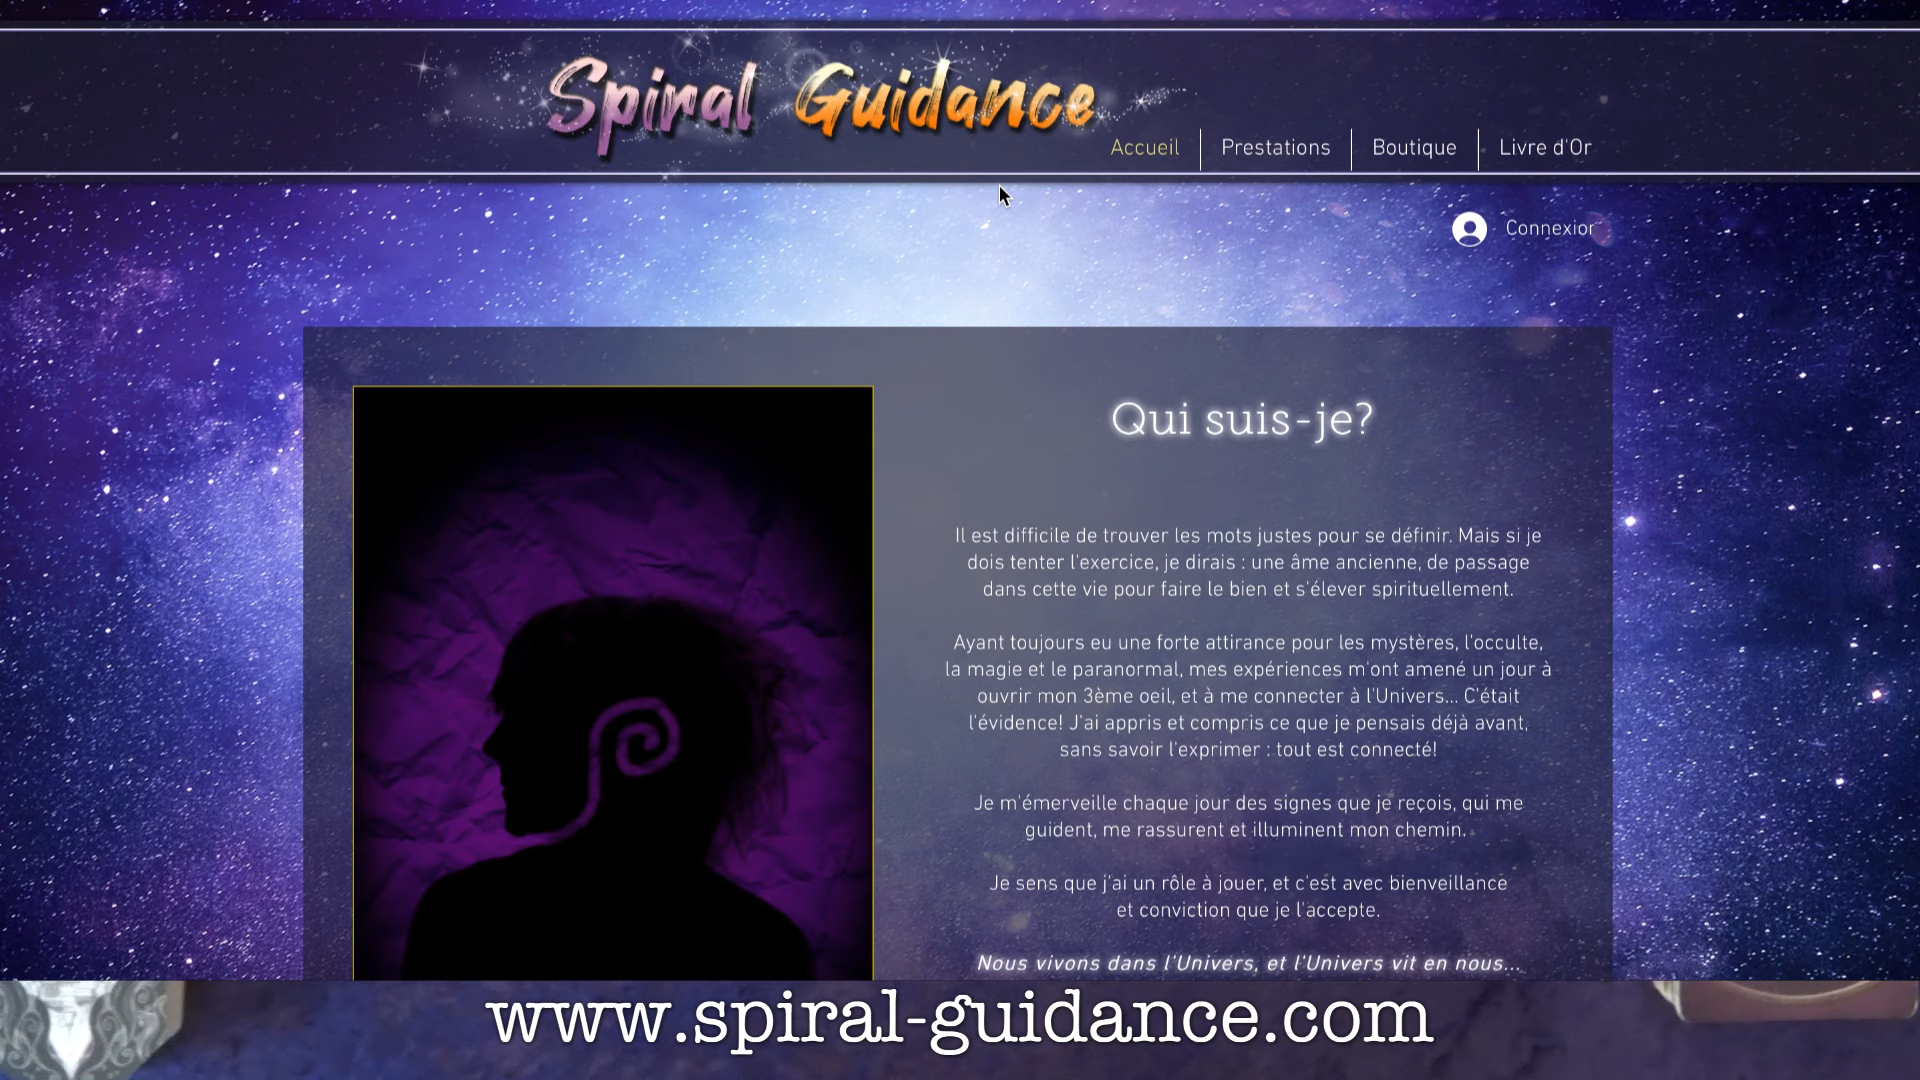 Spiral Guidance
Accueil
Prestations
Boutique
Livre d'Or
Connexion
Qui suis-je?
Il est difficile de trouver les mots justes pour se définir. Mais si je
dois tenter l'exercice, je dirais : une âme ancienne, de passage
dans cette vie pour faire le bien et s'élever spirituellement.
Ayant toujours eu une forte attirance pour les mystères, l'occulte,
la magie et le paranormal, mes expériences m'ont amené un jour à
ouvrir mon 3ème oeil, et à me connecter à l'Univers... C'était
l'évidence! J'ai appris et compris ce que je pensais déjà avant,
sans savoir l'exprimer : tout est connecté!
Je m'émerveille chaque jour des signes que je reçois, qui me
guident, me rassurent et illuminent mon chemin.
Je sens que j'ai un rôle à jouer, et c'est avec bienveillance
et conviction que je l'accepte.
Nous vivons dans l'Univers, et l'Univers vit en nous...
www.spiral-guidance.com